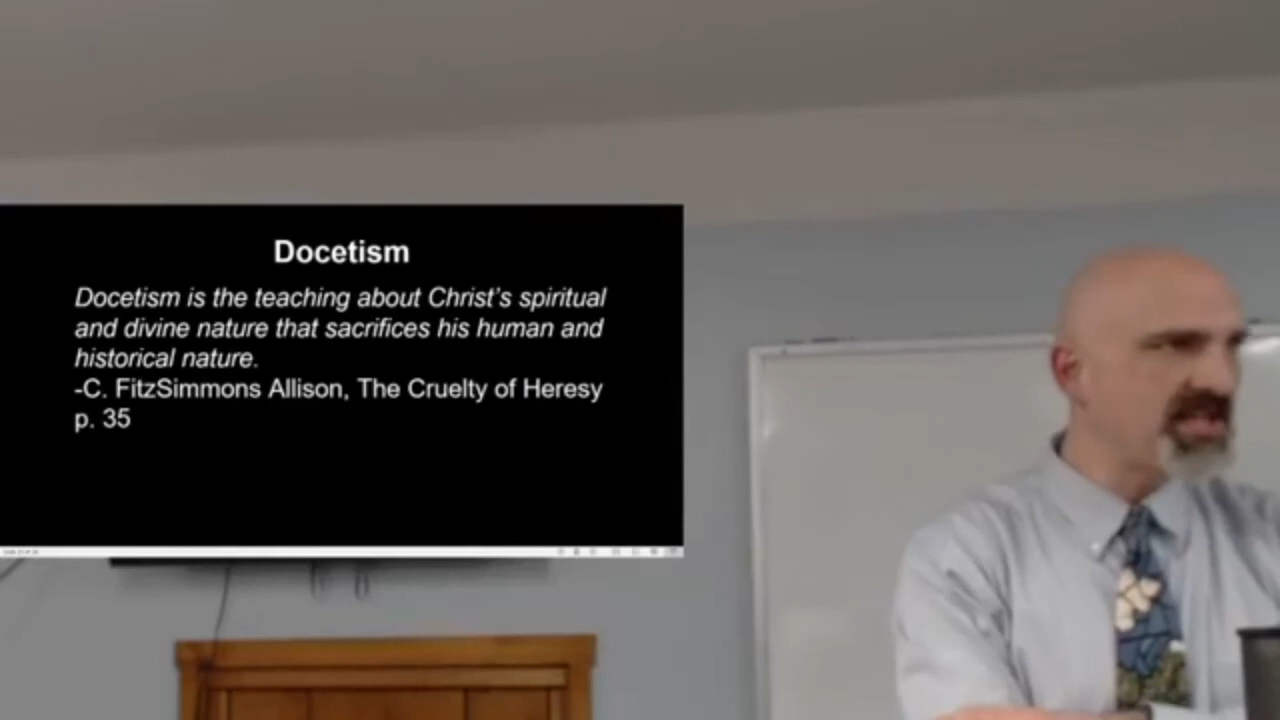 Docetism
Docetism is the teaching about Christ's spiritual
and divine nature that sacrifices his human and
historical nature.
-C. FitzSimmons Allison, The Cruelty of Heresy
p. 35